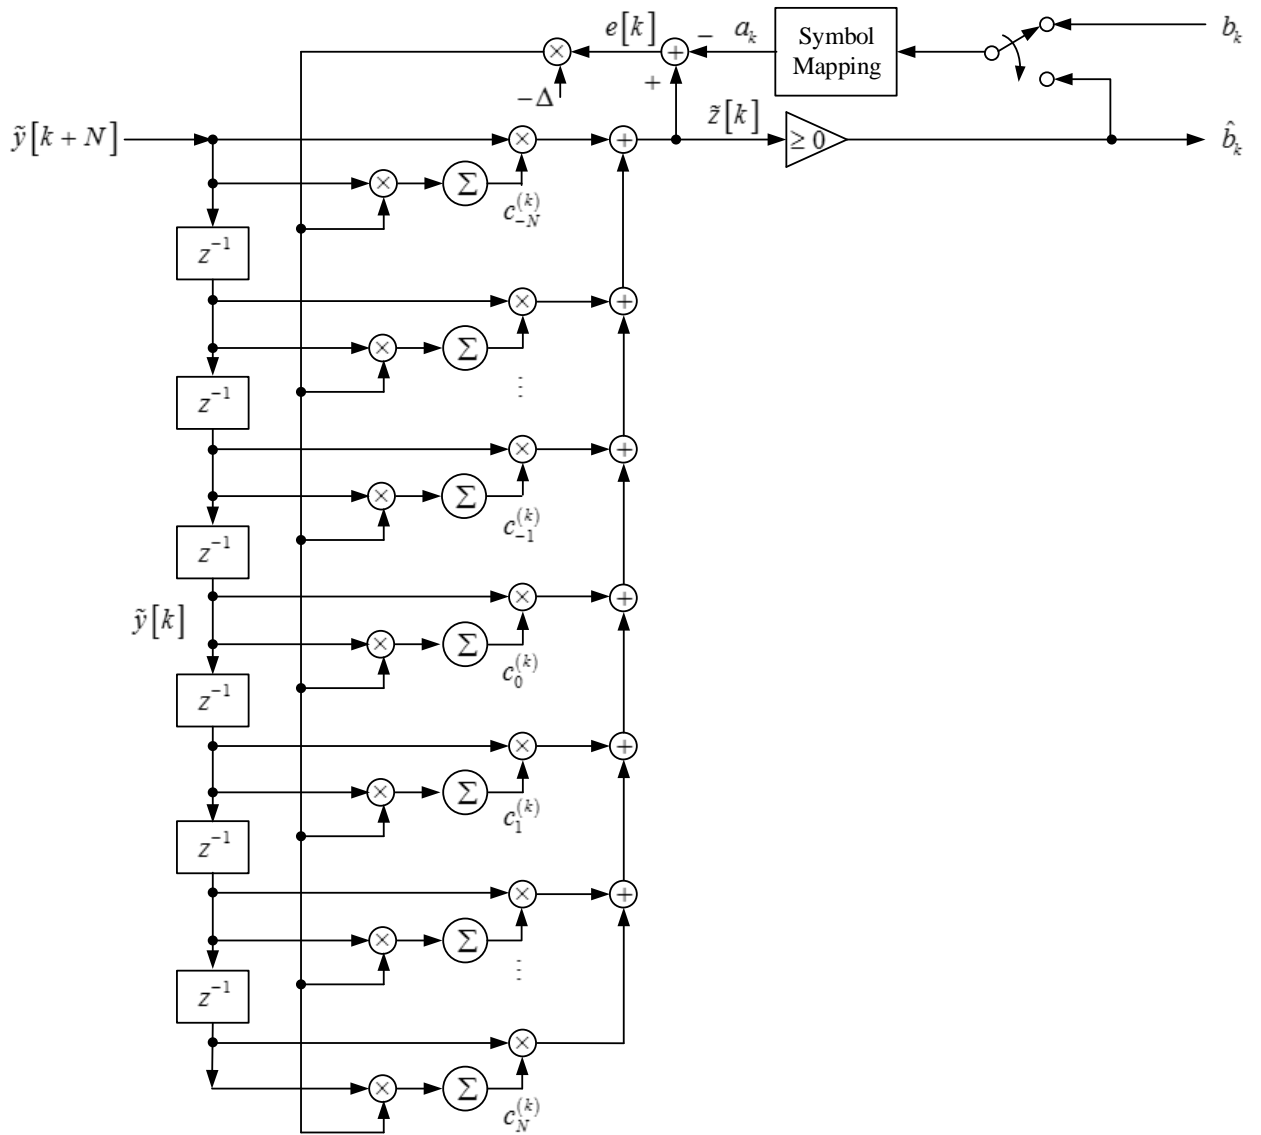 e[k]
−
a_k
Symbol
Mapping
b_k
×
+
+
−Δ
ỹ[k + N]
×
+
z̃[k]
≥ 0
b̂_k
×
Σ
c_{−N}^{(k)}
z^{−1}
×
+
×
Σ
⋮
z^{−1}
×
+
×
Σ
c_{−1}^{(k)}
z^{−1}
×
+
ỹ[k]
×
Σ
c_0^{(k)}
z^{−1}
×
+
×
Σ
c_1^{(k)}
z^{−1}
×
+
×
Σ
⋮
z^{−1}
×
×
Σ
c_N^{(k)}